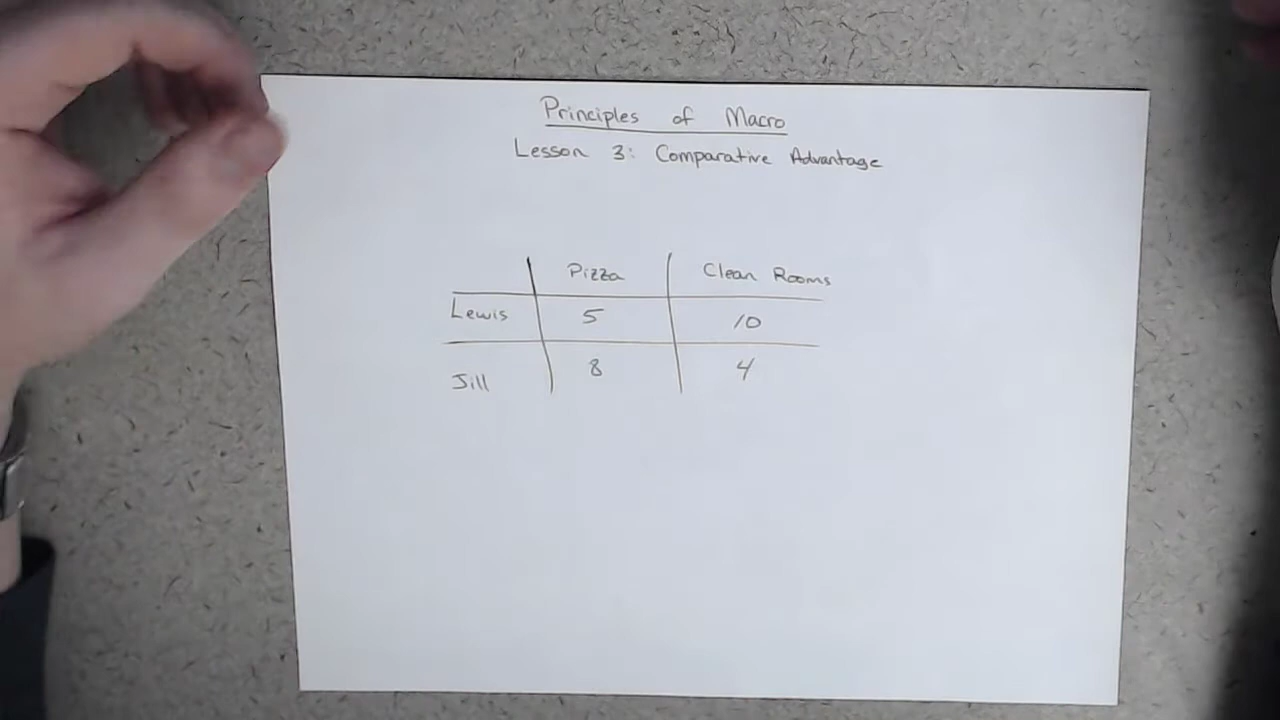 Principles of Macro
Lesson 3: Comparative Advantage
Pizza Clean Rooms
Lewis 5 10
Jill 8 4